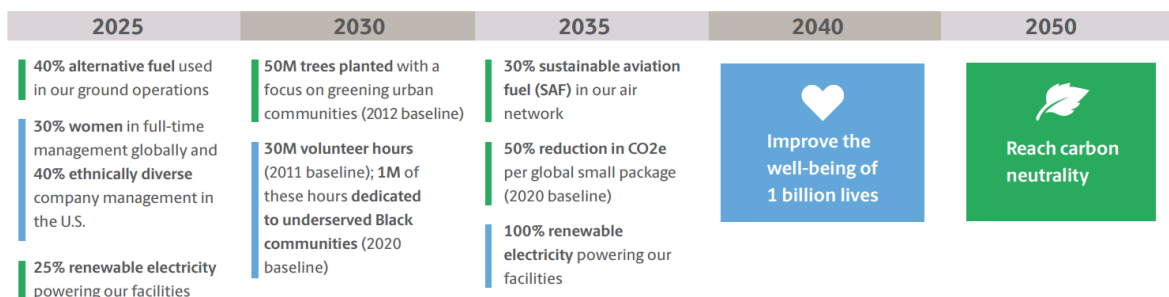 2025
2030
2035
2040
2050
40% alternative fuel used
in our ground operations
30% women in full-time
management globally and
40% ethnically diverse
company management in
the U.S.
25% renewable electricity
powering our facilities
50M trees planted with a
focus on greening urban
communities (2012 baseline)
30M volunteer hours
(2011 baseline); 1M of
these hours dedicated
to underserved Black
communities (2020
baseline)
30% sustainable aviation
fuel (SAF) in our air
network
50% reduction in CO2e
per global small package
(2020 baseline)
100% renewable
electricity powering our
facilities
Improve the
well-being of
1 billion lives
Reach carbon
neutrality